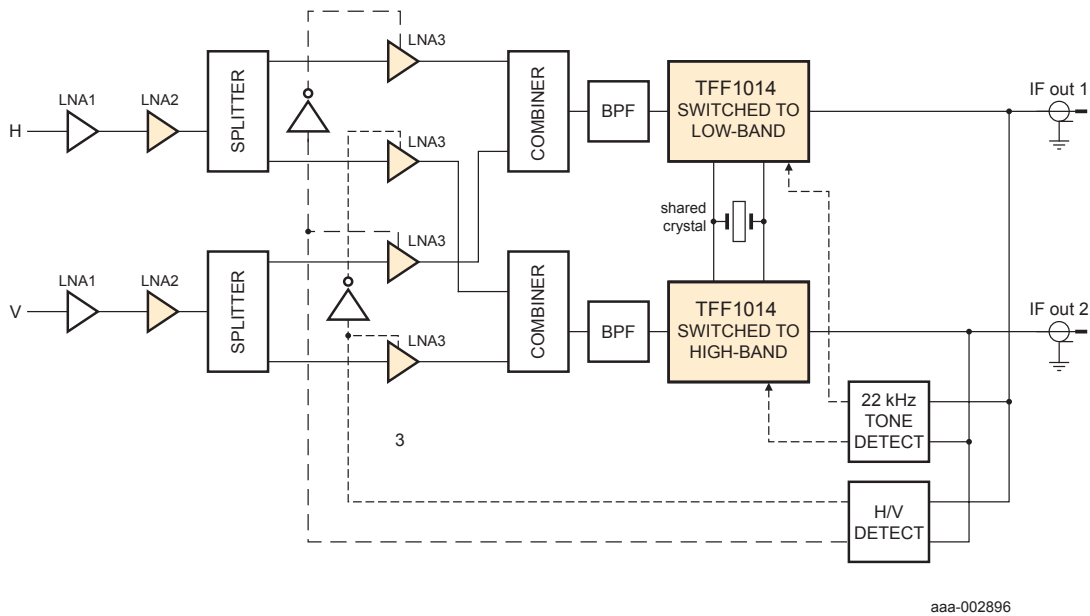 LNA3
IF out 1
LNA1
LNA2
H
SPLITTER
COMBINER
BPF
TFF1014
SWITCHED TO
LOW-BAND
LNA3
shared
crystal
LNA3
LNA1
LNA2
V
SPLITTER
COMBINER
BPF
TFF1014
SWITCHED TO
HIGH-BAND
IF out 2
LNA3
22 kHz
TONE
DETECT
3
H/V
DETECT
aaa-002896